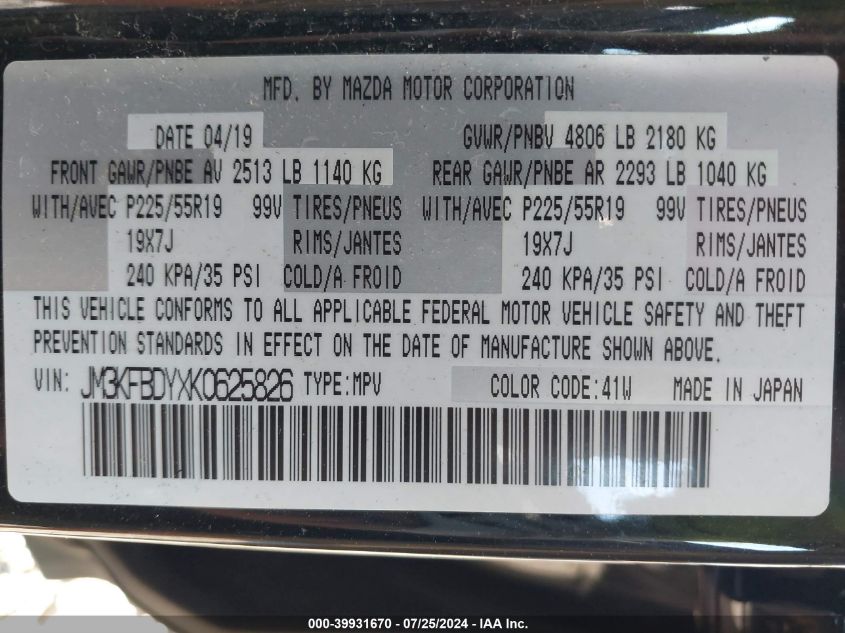 MFD. BY MAZDA MOTOR CORPORATION
DATE 04/19 GVWR/PNBV 4806 LB 2180 KG
FRONT GAWR/PNBE AV 2513 LB 1140 KG REAR GAWR/PNBE AR 2293 LB 1040 KG
WITH/AVEC P225/55R19 99V TIRES/PNEUS WITH/AVEC P225/55R19 99V TIRES/PNEUS
19X7J RIMS/JANTES 19X7J RIMS/JANTES
240 KPA/35 PSI COLD/A FROID 240 KPA/35 PSI COLD/A FROID
THIS VEHICLE CONFORMS TO ALL APPLICABLE FEDERAL MOTOR VEHICLE SAFETY AND THEFT
PREVENTION STANDARDS IN EFFECT ON THE DATE OF MANUFACTURE SHOWN ABOVE.
VIN: JM3KFBDYXK0625826 TYPE:MPV COLOR CODE:41W MADE IN JAPAN
000-39931670 - 07/25/2024 - IAA Inc.